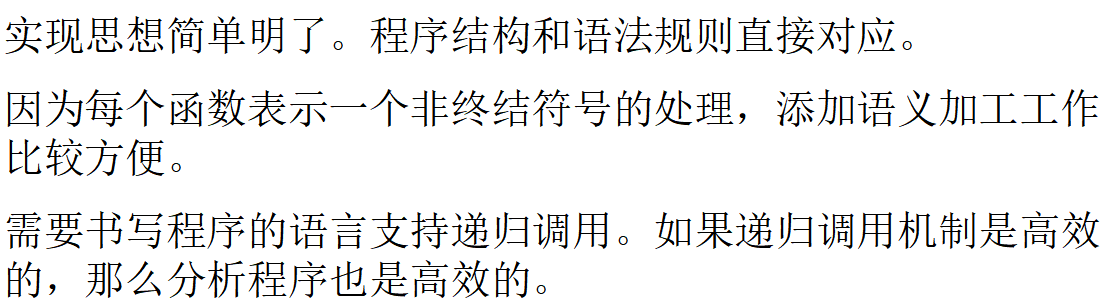 实现思想简单明了。程序结构和语法规则直接对应。
因为每个函数表示一个非终结符号的处理，添加语义加工工作
比较方便。
需要书写程序的语言支持递归调用。如果递归调用机制是高效
的，那么分析程序也是高效的。